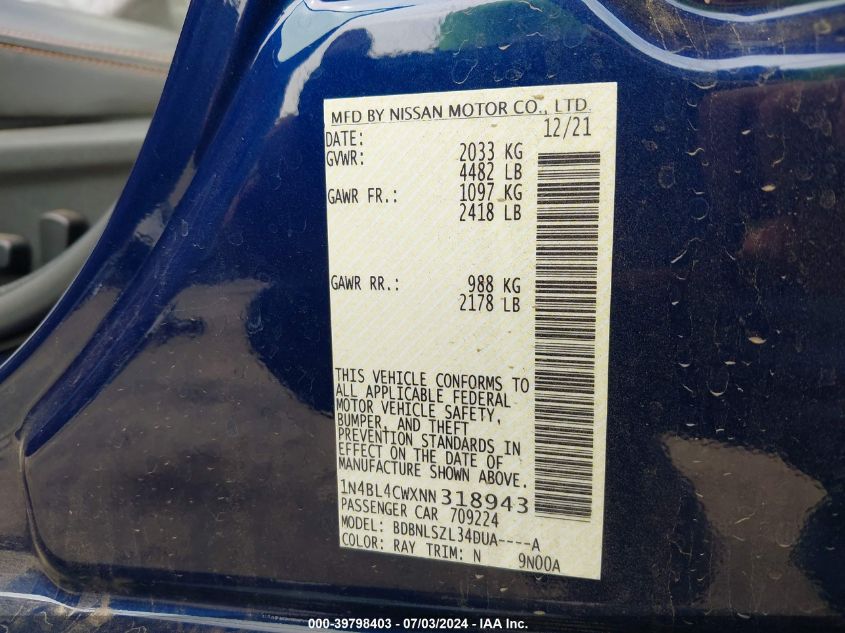 MFD BY NISSAN MOTOR CO., LTD.
DATE: 12/21
GVWR: 2033 KG
4482 LB
GAWR FR.: 1097 KG
2418 LB
GAWR RR.: 988 KG
2178 LB
THIS VEHICLE CONFORMS TO
ALL APPLICABLE FEDERAL
MOTOR VEHICLE SAFETY,
BUMPER, AND THEFT
PREVENTION STANDARDS IN
EFFECT ON THE DATE OF
MANUFACTURE SHOWN ABOVE.
1N4BL4CWXNN318943
PASSENGER CAR 709224
MODEL: BDBNLSZL34DUA----A
COLOR: RAY TRIM: N 9N00A
000-39798403 - 07/03/2024 - IAA Inc.